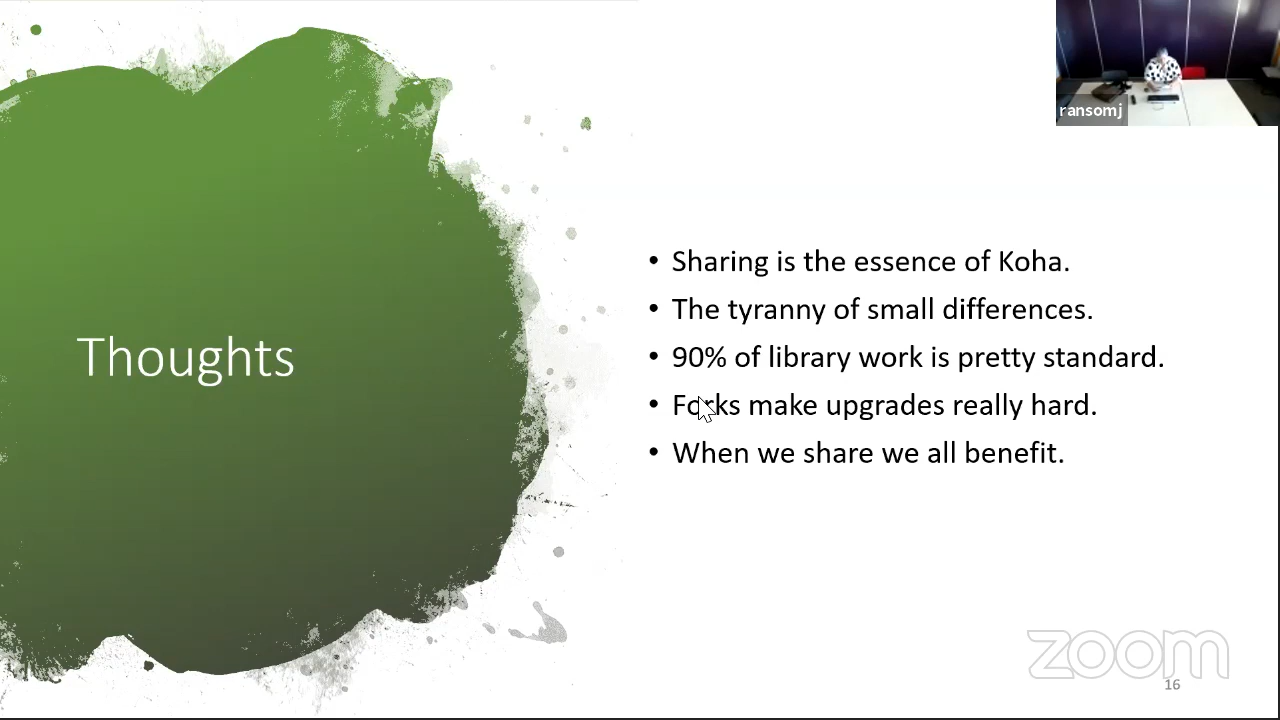 ransomj
Thoughts
• Sharing is the essence of Koha.
• The tyranny of small differences.
• 90% of library work is pretty standard.
• Forks make upgrades really hard.
• When we share we all benefit.
zoom
16